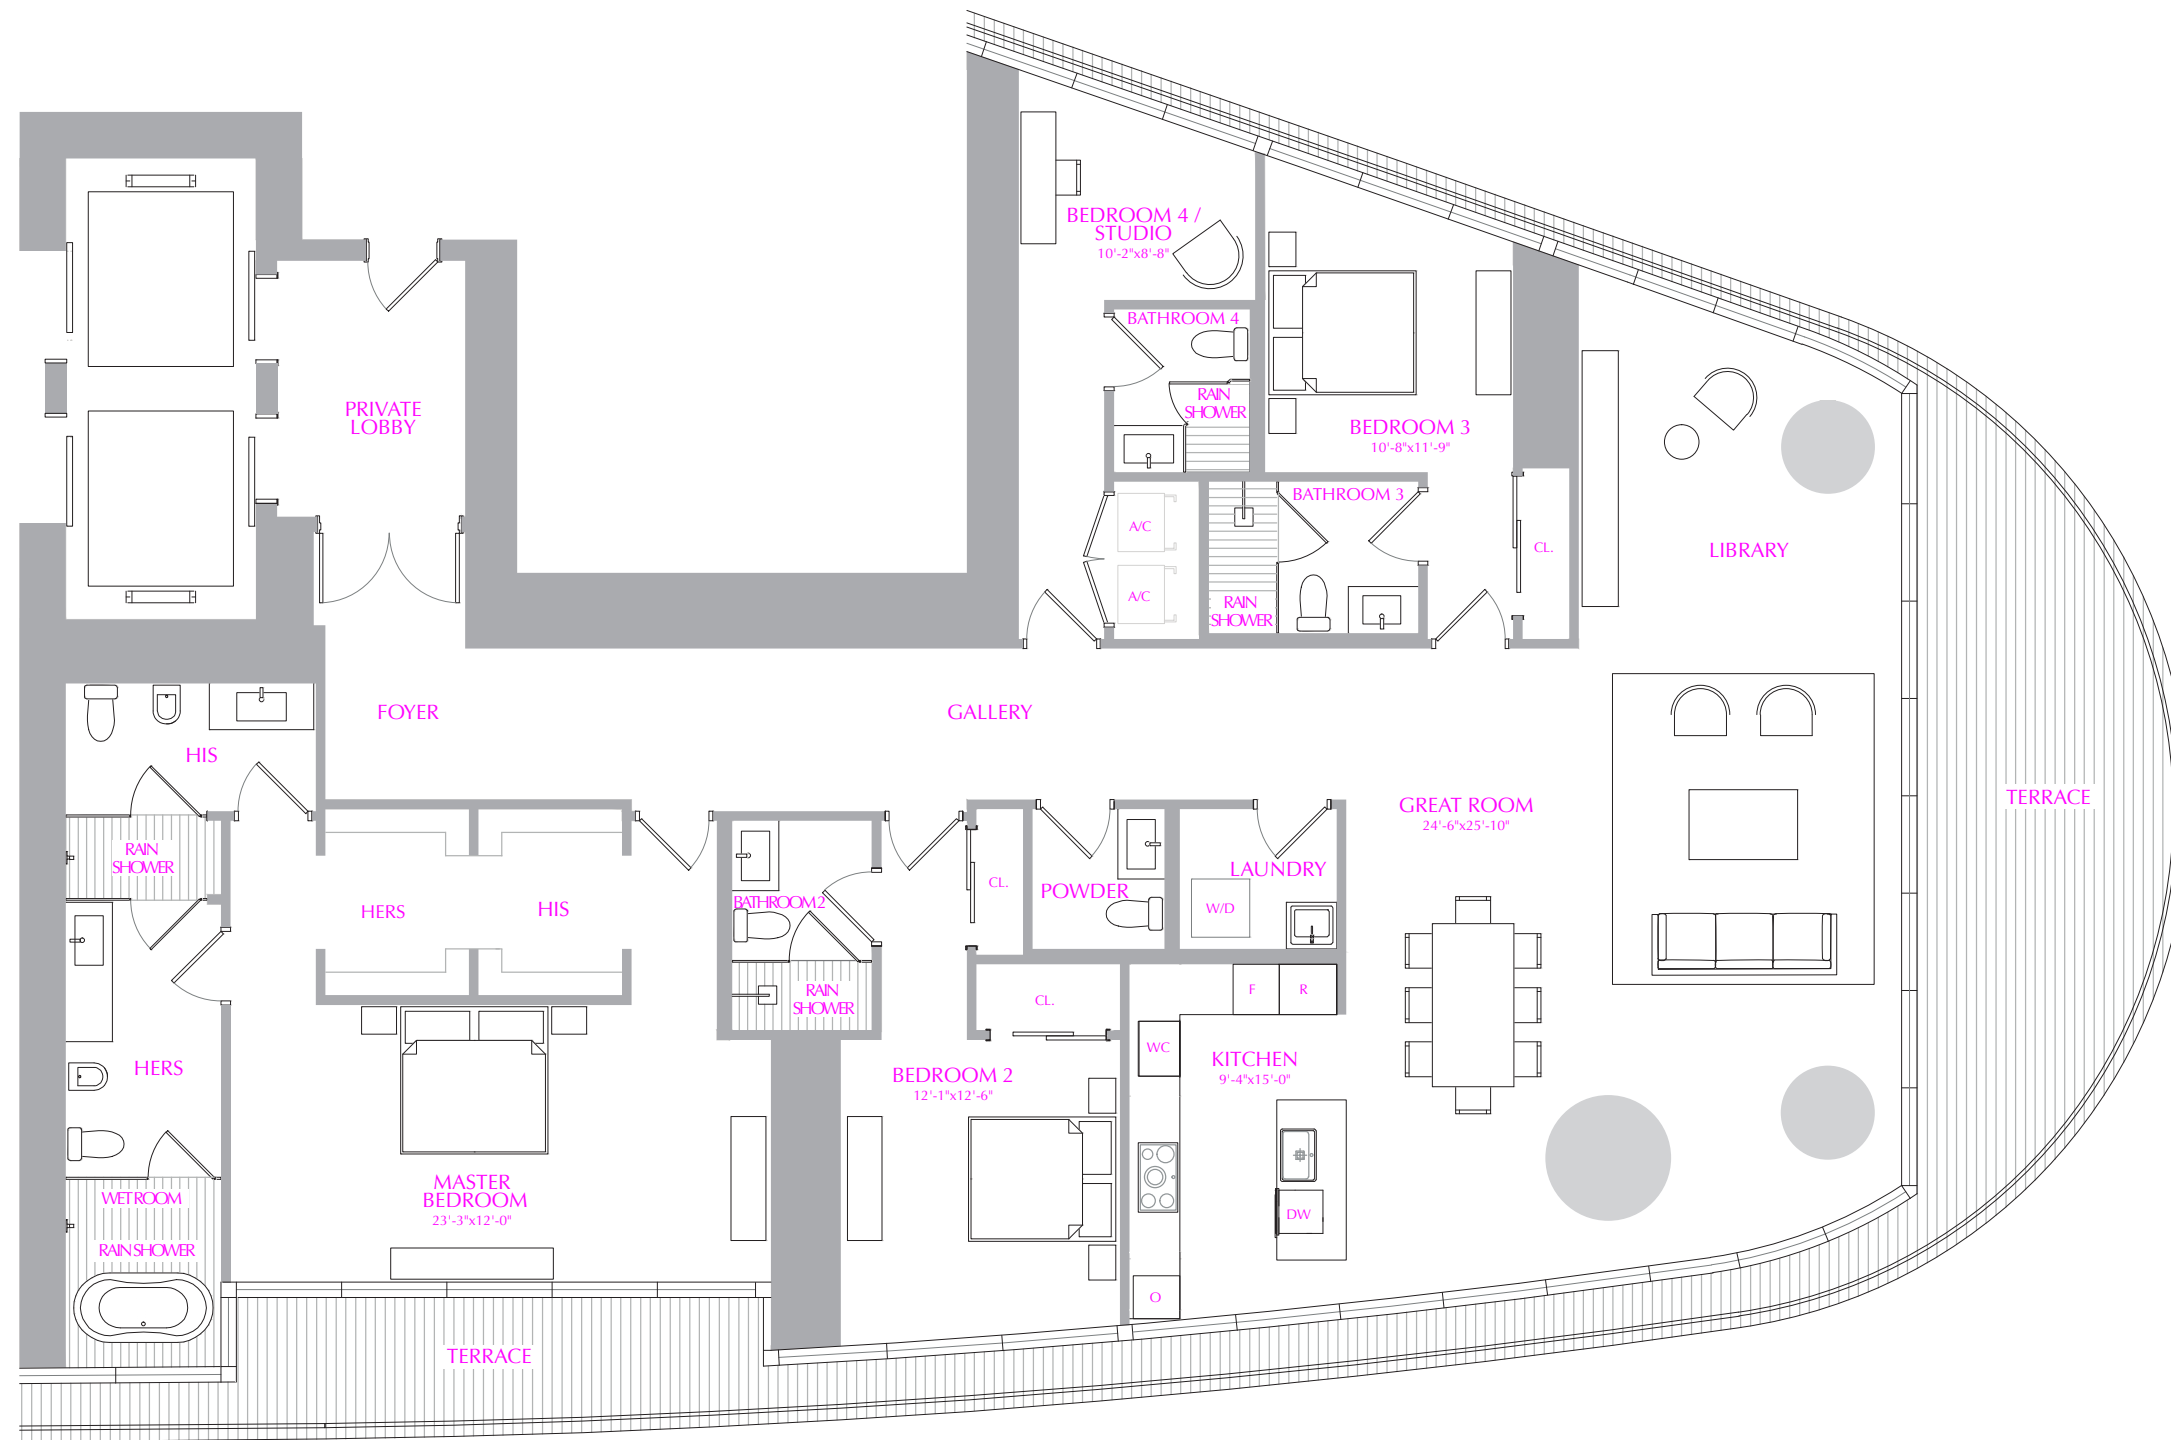 BEDROOM 4 /
STUDIO
10'-2"x8'-8"
BATHROOM 4
RAIN
SHOWER
PRIVATE
LOBBY
BEDROOM 3
10'-8"x11'-9"
BATHROOM 3
A/C
A/C
RAIN
SHOWER
CL.
LIBRARY
FOYER
GALLERY
HIS
RAIN
SHOWER
HERS
HIS
BATHROOM 2
RAIN
SHOWER
CL.
POWDER
LAUNDRY
W/D
GREAT ROOM
24'-6"x25'-10"
TERRACE
CL.
F
R
WC
KITCHEN
9'-4"x15'-0"
DW
O
HERS
BEDROOM 2
12'-1"x12'-6"
MASTER
BEDROOM
23'-3"x12'-0"
WETROOM
RAIN SHOWER
TERRACE